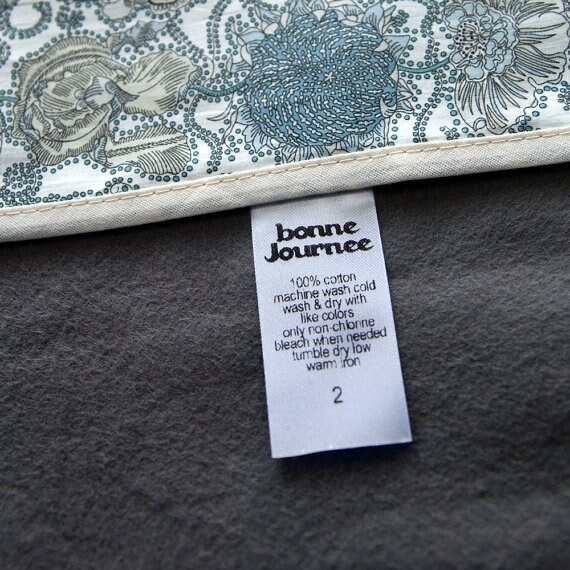 bonne
Journee
100% cotton
machine wash cold
wash & dry with
like colors
only non-chlorine
bleach when needed
tumble dry low
warm iron
2